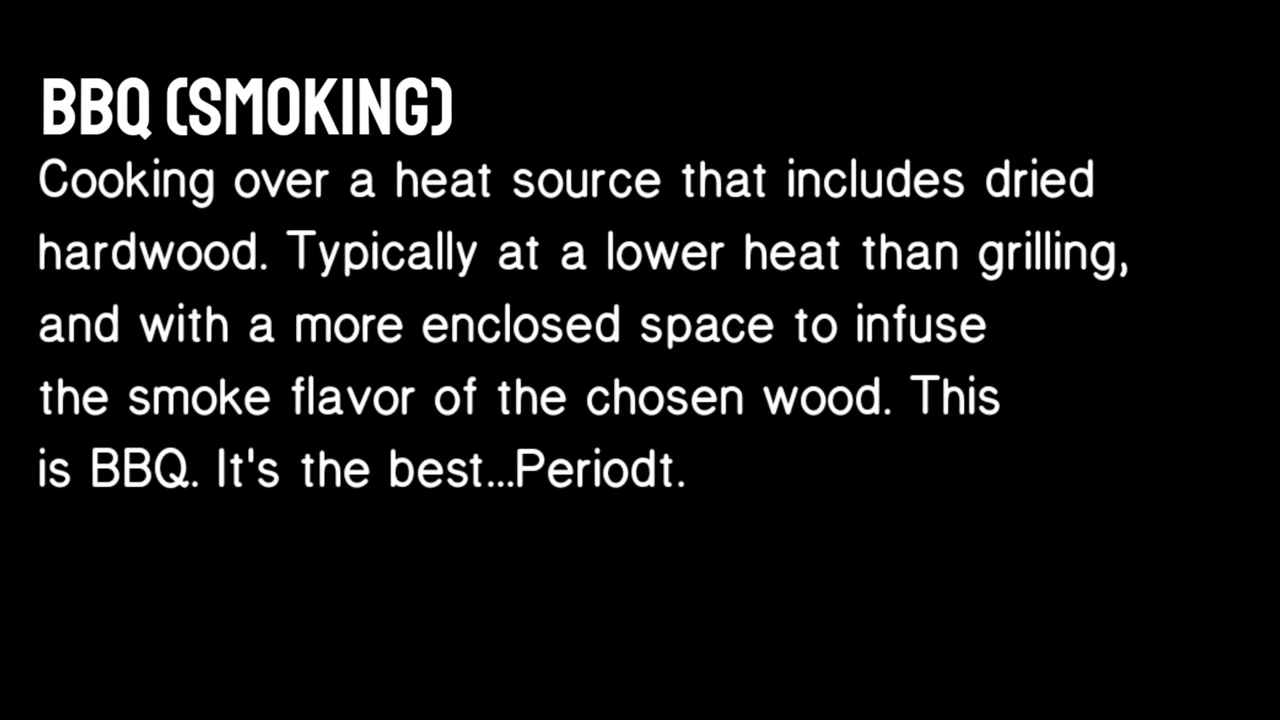 BBQ (SMOKING)
Cooking over a heat source that includes dried
hardwood. Typically at a lower heat than grilling,
and with a more enclosed space to infuse
the smoke flavor of the chosen wood. This
is BBQ. It's the best...Periodt.